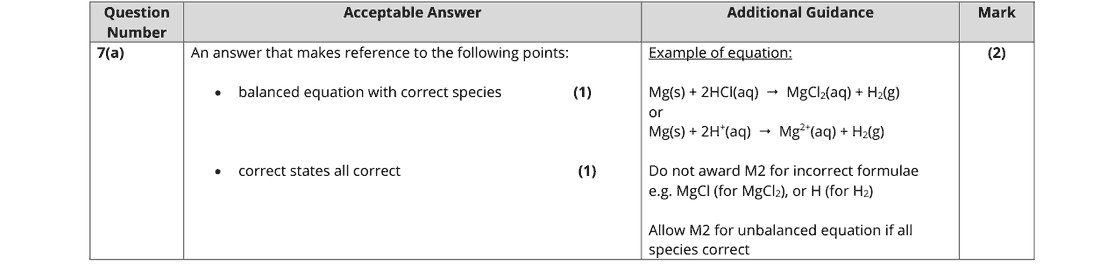 Question Number
Acceptable Answer
Additional Guidance
Mark
7(a)
An answer that makes reference to the following points:
• balanced equation with correct species (1)
• correct states all correct (1)
Example of equation:
Mg(s) + 2HCl(aq) → MgCl₂(aq) + H₂(g)
or
Mg(s) + 2H⁺(aq) → Mg²⁺(aq) + H₂(g)
Do not award M2 for incorrect formulae
e.g. MgCl (for MgCl₂), or H (for H₂)
Allow M2 for unbalanced equation if all
species correct
(2)